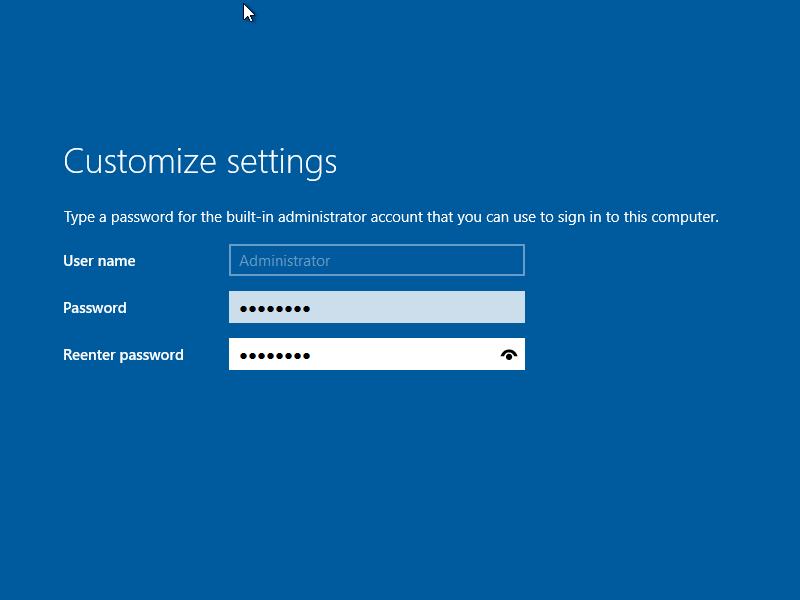 Customize settings
Type a password for the built-in administrator account that you can use to sign in to this computer.
User name Administrator
Password ●●●●●●●●
Reenter password ●●●●●●●●